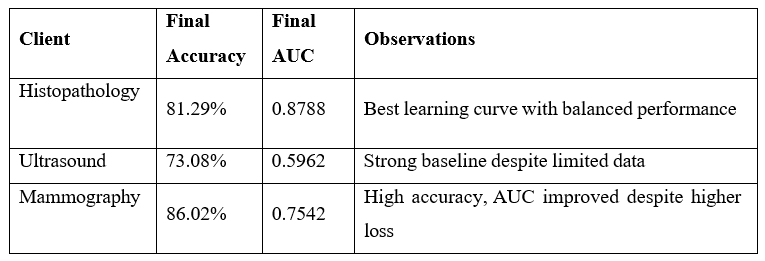 Client Final Accuracy Final AUC Observations
Histopathology 81.29% 0.8788 Best learning curve with balanced performance
Ultrasound 73.08% 0.5962 Strong baseline despite limited data
Mammography 86.02% 0.7542 High accuracy, AUC improved despite higher
loss